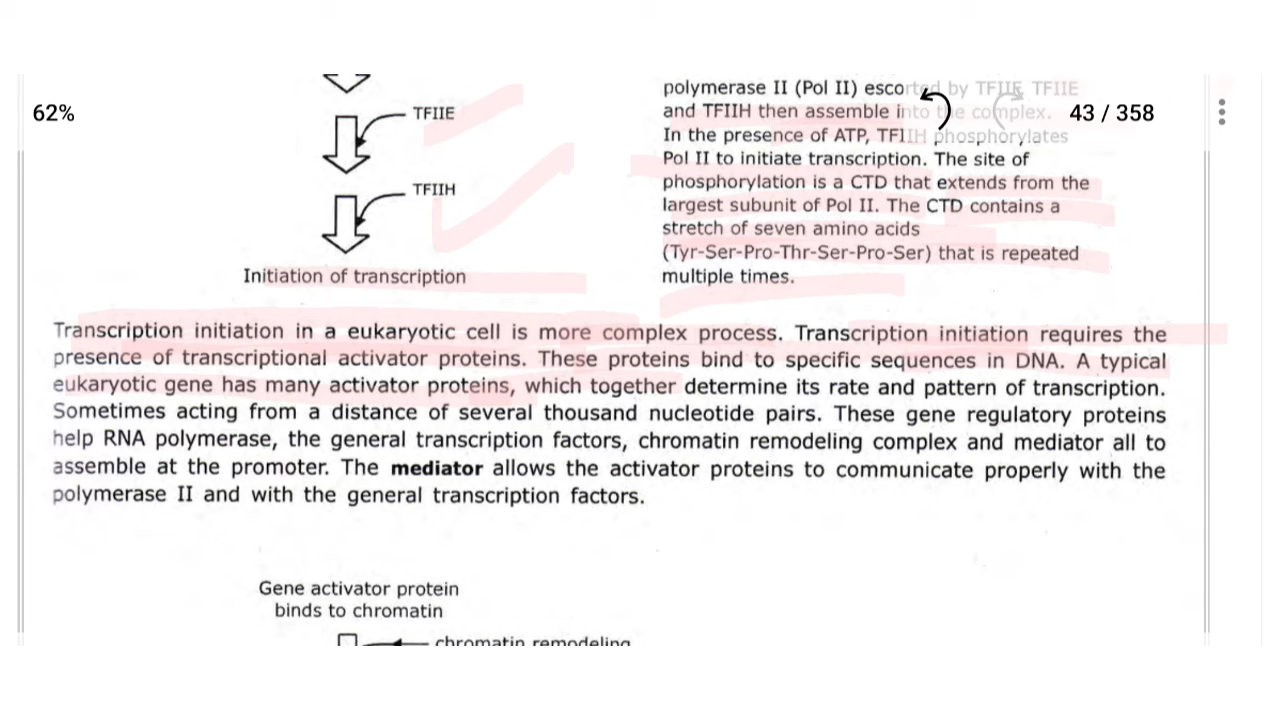 62%
43 / 358
TFIIE
TFIIH
Initiation of transcription
polymerase II (Pol II) escorted by TFIIF, TFIIE
and TFIIH then assemble into the complex.
In the presence of ATP, TFIIH phosphorylates
Pol II to initiate transcription. The site of
phosphorylation is a CTD that extends from the
largest subunit of Pol II. The CTD contains a
stretch of seven amino acids
(Tyr-Ser-Pro-Thr-Ser-Pro-Ser) that is repeated
multiple times.
Transcription initiation in a eukaryotic cell is more complex process. Transcription initiation requires the
presence of transcriptional activator proteins. These proteins bind to specific sequences in DNA. A typical
eukaryotic gene has many activator proteins, which together determine its rate and pattern of transcription.
Sometimes acting from a distance of several thousand nucleotide pairs. These gene regulatory proteins
help RNA polymerase, the general transcription factors, chromatin remodeling complex and mediator all to
assemble at the promoter. The mediator allows the activator proteins to communicate properly with the
polymerase II and with the general transcription factors.
Gene activator protein
binds to chromatin
chromatin remodeling